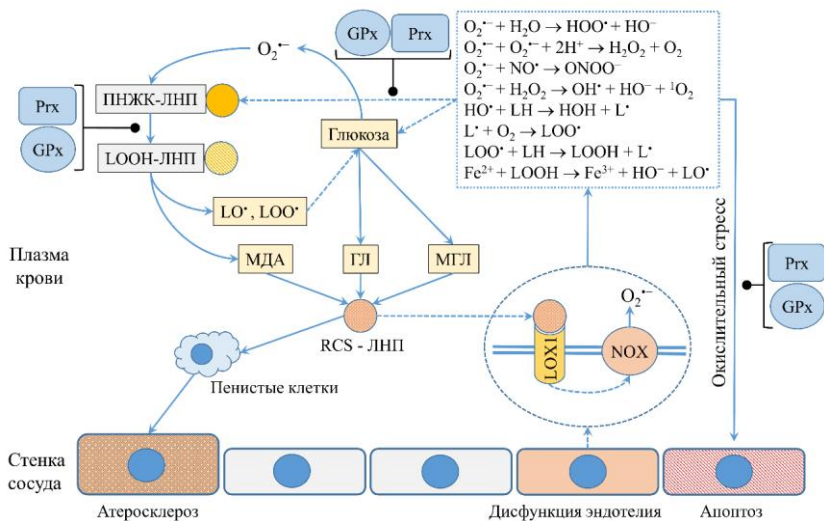 GPx
Prx
O₂•⁻
O₂•⁻ + H₂O → HOO• + HO⁻
O₂•⁻ + O₂•⁻ + 2H⁺ → H₂O₂ + O₂
O₂•⁻ + NO• → ONOO⁻
O₂•⁻ + H₂O₂ → OH• + HO⁻ + ¹O₂
HO• + LH → HOH + L•
L• + O₂ → LOO•
LOO• + LH → LOOH + L•
Fe²⁺ + LOOH → Fe³⁺ + HO⁻ + LO•
Prx
GPx
ПНЖК-ЛНП
LOOH-ЛНП
Глюкоза
LO•, LOO•
Плазма
крови
МДА
ГЛ
МГЛ
RCS - ЛНП
O₂•⁻
LOX1
NOX
Окислительный стресс
Prx
GPx
Пенистые клетки
Стенка
сосуда
Атеросклероз
Дисфункция эндотелия
Апоптоз